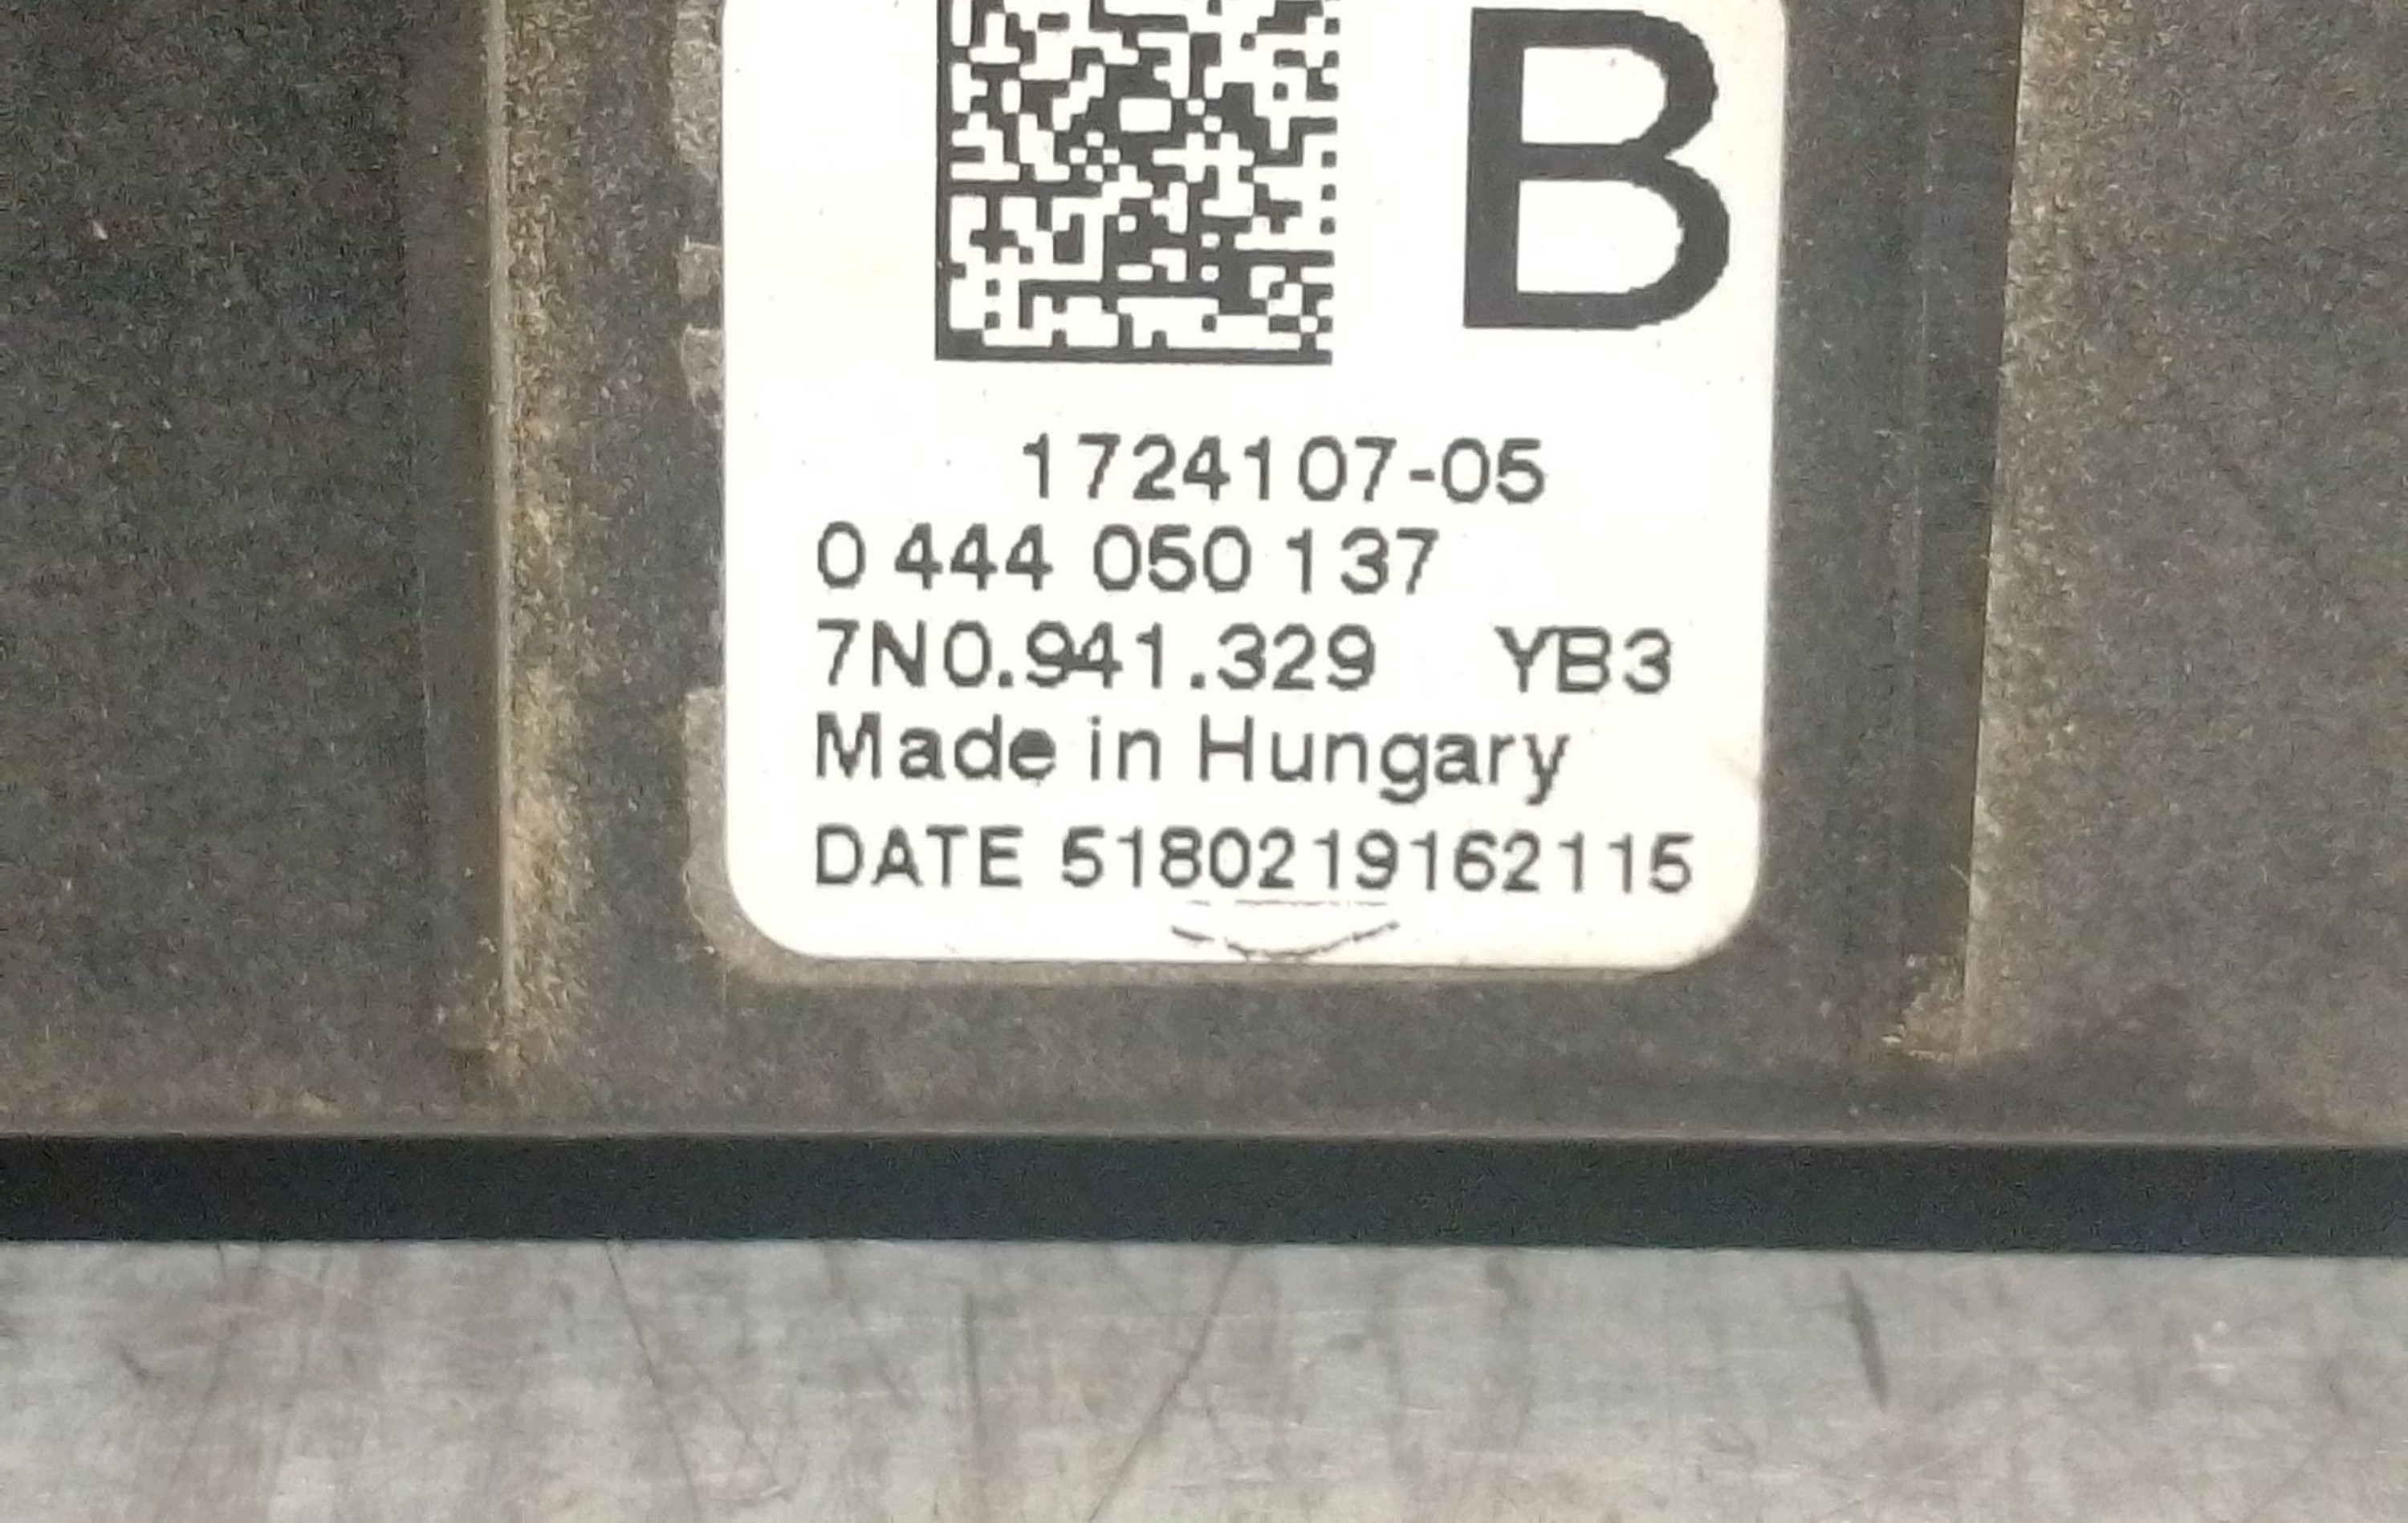 B
1724107-05
0 444 050 137
7N0.941.329 YB3
Made in Hungary
DATE 5180219162115